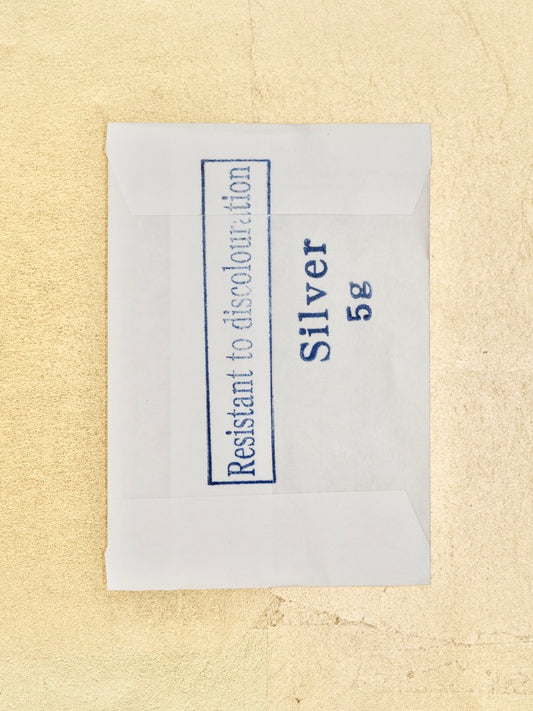 Resistant to discolouration
Silver
5g